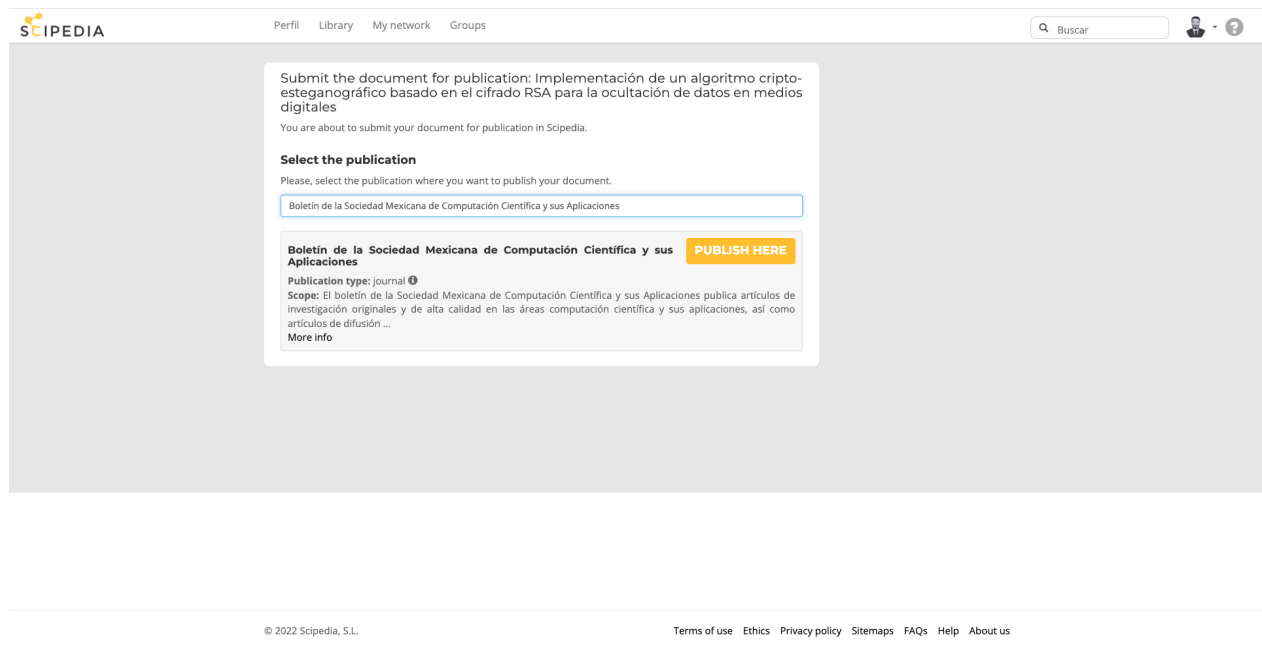 SCIPEDIA
Perfil Library My network Groups
Buscar
Submit the document for publication: Implementación de un algoritmo cripto-
esteganográfico basado en el cifrado RSA para la ocultación de datos en medios
digitales
You are about to submit your document for publication in Scipedia.
Select the publication
Please, select the publication where you want to publish your document.
Boletín de la Sociedad Mexicana de Computación Científica y sus Aplicaciones
Boletín de la Sociedad Mexicana de Computación Científica y sus
Aplicaciones
PUBLISH HERE
Publication type: journal
Scope: El boletín de la Sociedad Mexicana de Computación Científica y sus Aplicaciones publica artículos de
investigación originales y de alta calidad en las áreas computación científica y sus aplicaciones, así como
artículos de difusión ...
More info
© 2022 Scipedia, S.L.
Terms of use Ethics Privacy policy Sitemaps FAQs Help About us